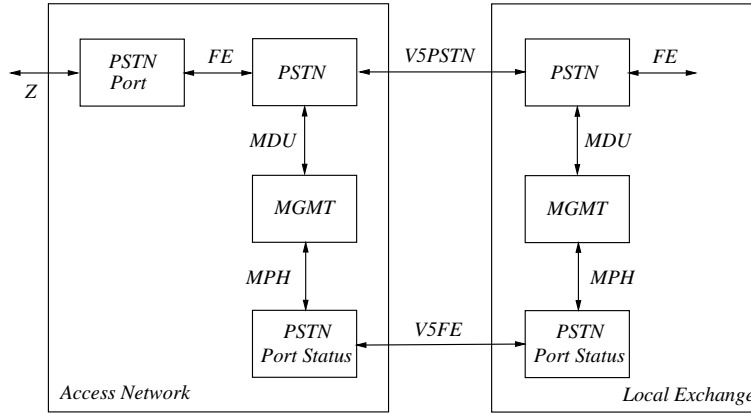 PSTN
Port
FE
PSTN
V5PSTN
PSTN
FE
Z
MDU
MDU
MGMT
MGMT
MPH
MPH
PSTN
Port Status
V5FE
PSTN
Port Status
Access Network
Local Exchange